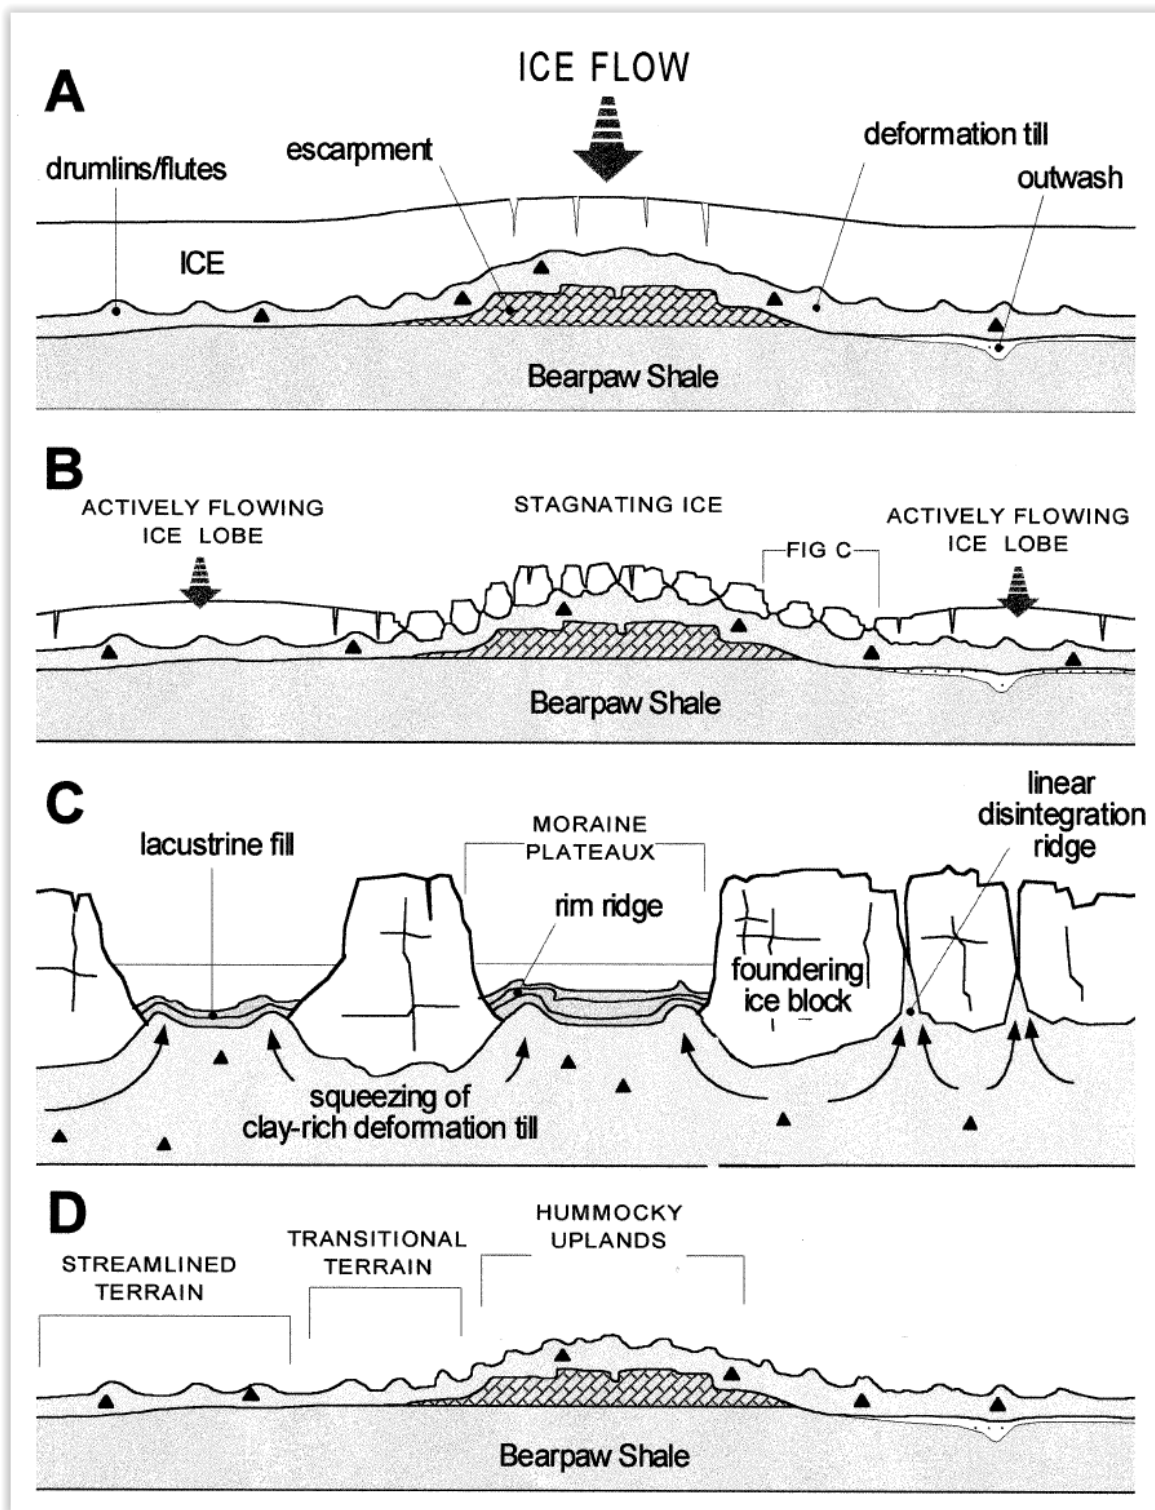 A
ICE FLOW
drumlins/flutes
escarpment
deformation till
outwash
ICE
Bearpaw Shale
B
ACTIVELY FLOWING
ICE LOBE
STAGNATING ICE
FIG C
ACTIVELY FLOWING
ICE LOBE
Bearpaw Shale
C
lacustrine fill
MORAINE
PLATEAUX
rim ridge
linear
disintegration
ridge
foundering
ice block
squeezing of
clay-rich deformation till
D
STREAMLINED
TERRAIN
TRANSITIONAL
TERRAIN
HUMMOCKY
UPLANDS
Bearpaw Shale